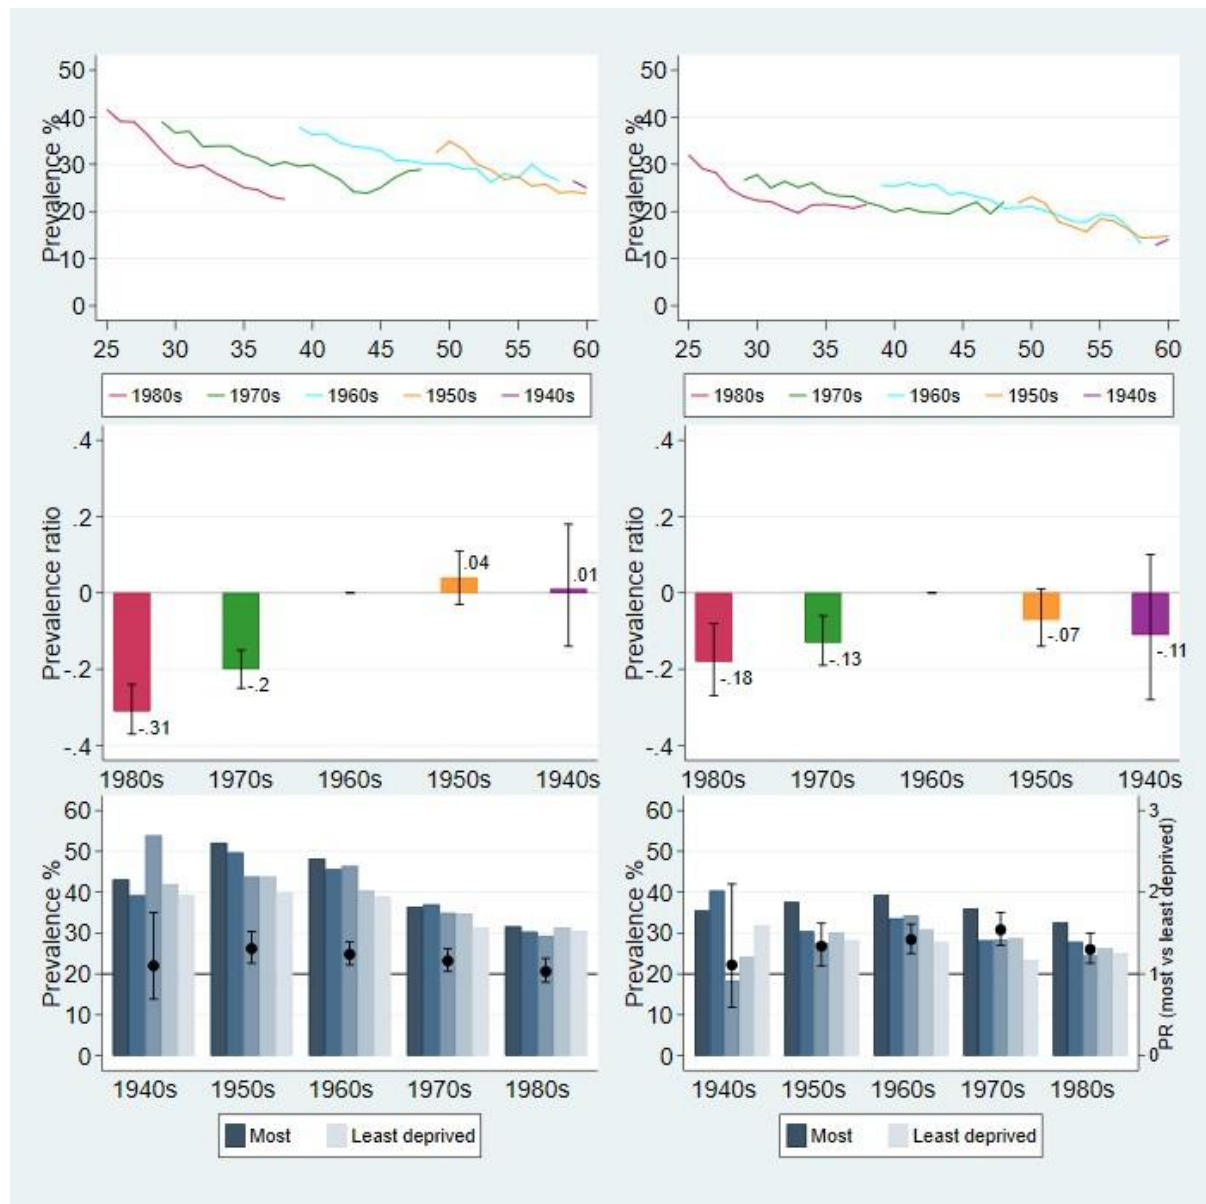 Prevalence %
50
40
30
20
10
0
25 30 35 40 45 50 55 60
1980s 1970s 1960s 1950s 1940s
Prevalence %
50
40
30
20
10
0
25 30 35 40 45 50 55 60
1980s 1970s 1960s 1950s 1940s
Prevalence ratio
.4
.2
0
-.2
-.4
-.31
-.2
.04
.01
1980s 1970s 1960s 1950s 1940s
Prevalence ratio
.4
.2
0
-.2
-.4
-.18
-.13
-.07
-.11
1980s 1970s 1960s 1950s 1940s
Prevalence %
60
50
40
30
20
10
0
1940s 1950s 1960s 1970s 1980s
Most Least deprived
Prevalence %
60
50
40
30
20
10
0
3
2
1
0
PR (most vs least deprived)
1940s 1950s 1960s 1970s 1980s
Most Least deprived